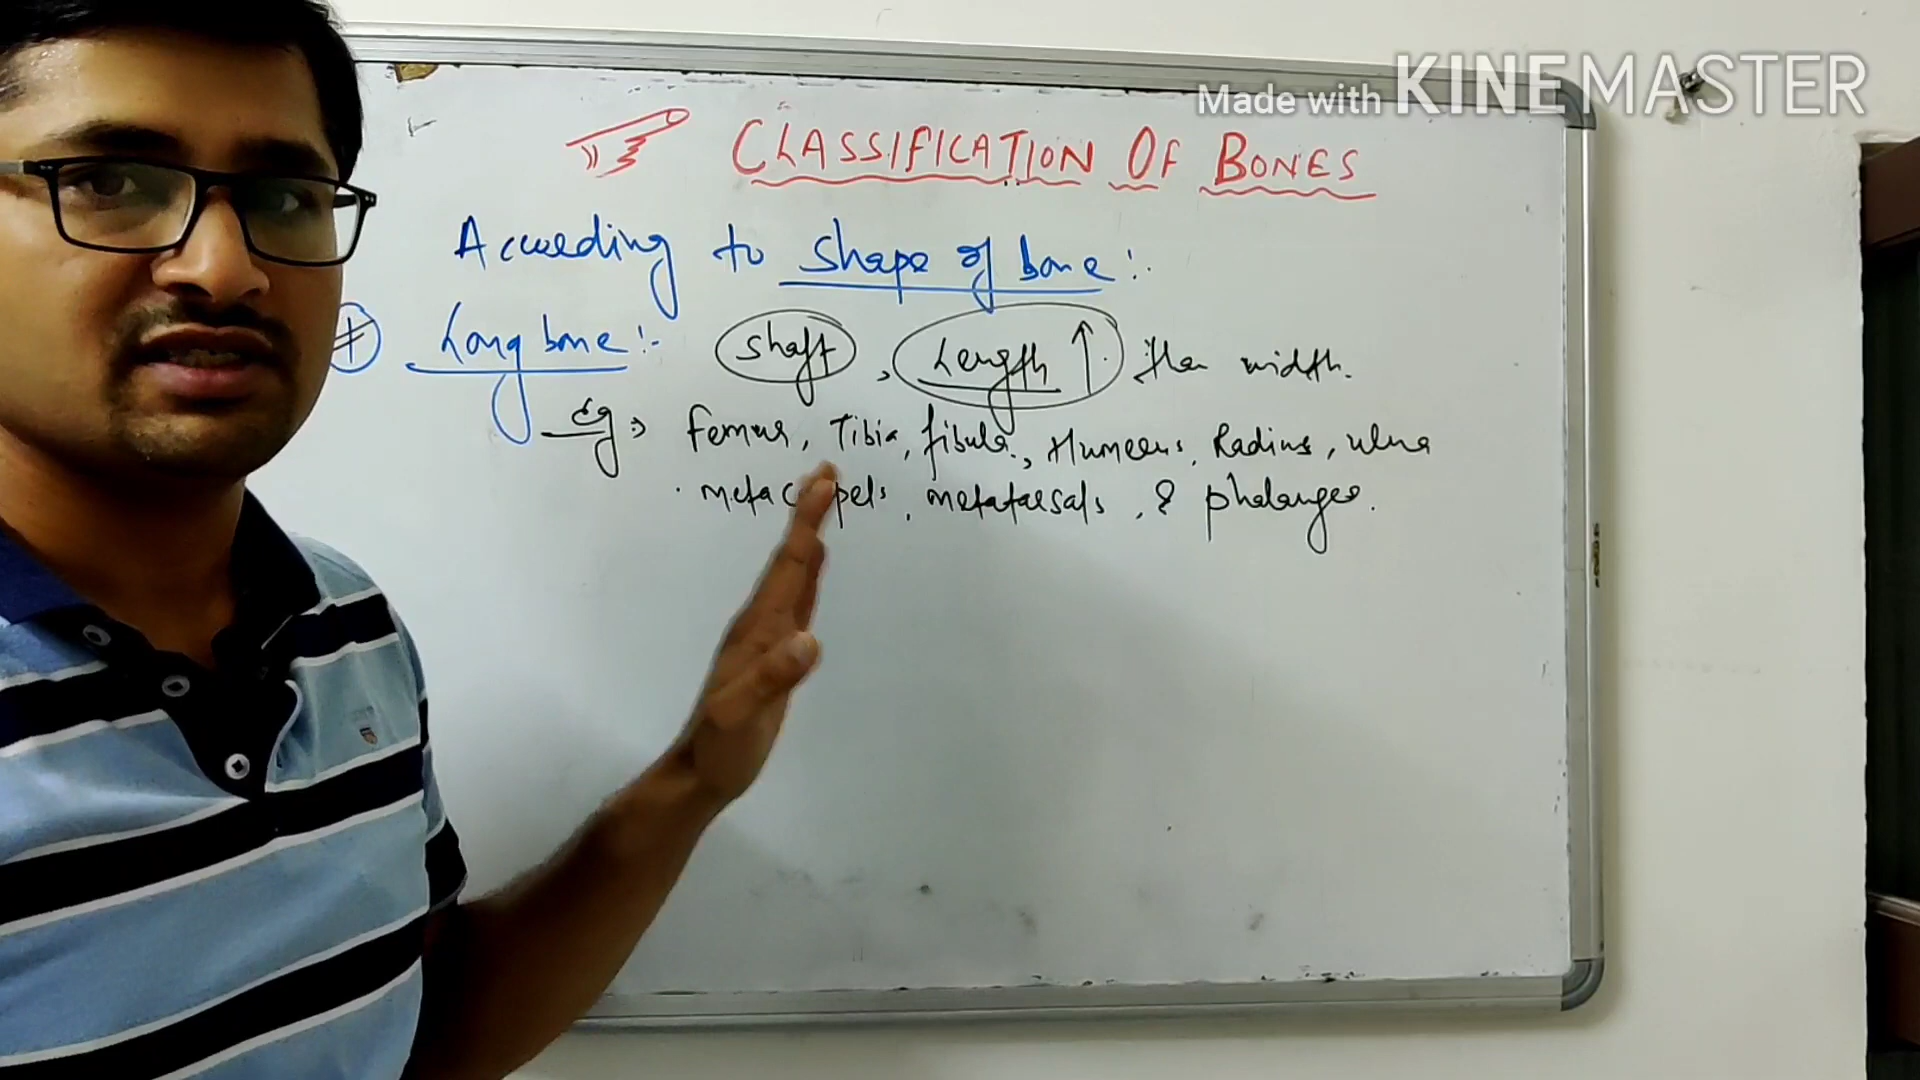 Made with KINEMASTER
CLASSIFICATION OF BONES
According to shape of bone:-
Long bone:- Shaft, Length ↑ than width.
eg:- Femur, Tibia, fibula, Humerus, Radius, ulna
metacarpels, metatarsals, & phalanges.